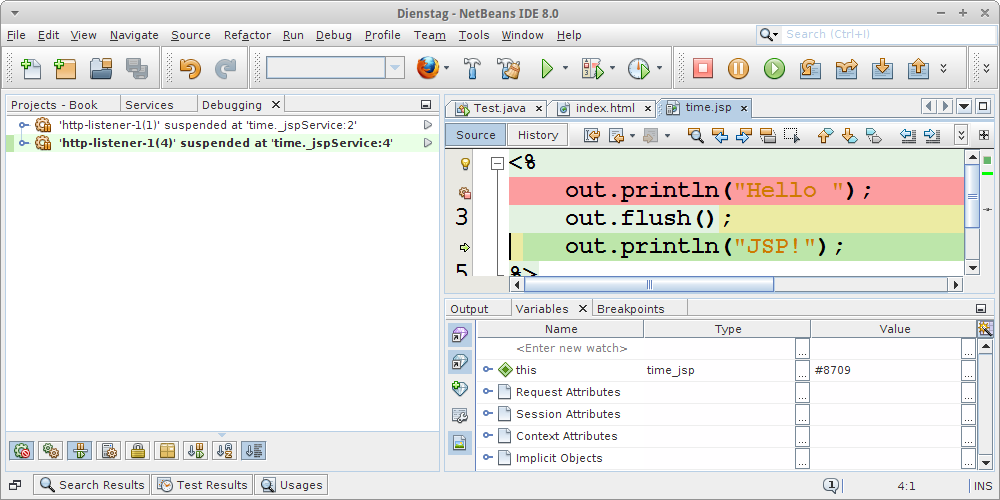 Dienstag - NetBeans IDE 8.0
File Edit View Navigate Source Refactor Run Debug Profile Team Tools Window Help
Search (Ctrl+I)
Projects - Book Services Debugging
'http-listener-1(1)' suspended at 'time._jspService:2'
'http-listener-1(4)' suspended at 'time._jspService:4'
Test.java index.html time.jsp
Source History
<%
out.println("Hello ");
3 out.flush();
out.println("JSP!");
5 %>
Output Variables Breakpoints
Name Type Value
<Enter new watch> ... ...
this time_jsp ... #8709 ...
Request Attributes ... ...
Session Attributes ... ...
Context Attributes ... ...
Implicit Objects ... ...
Search Results Test Results Usages 1 4:1 INS